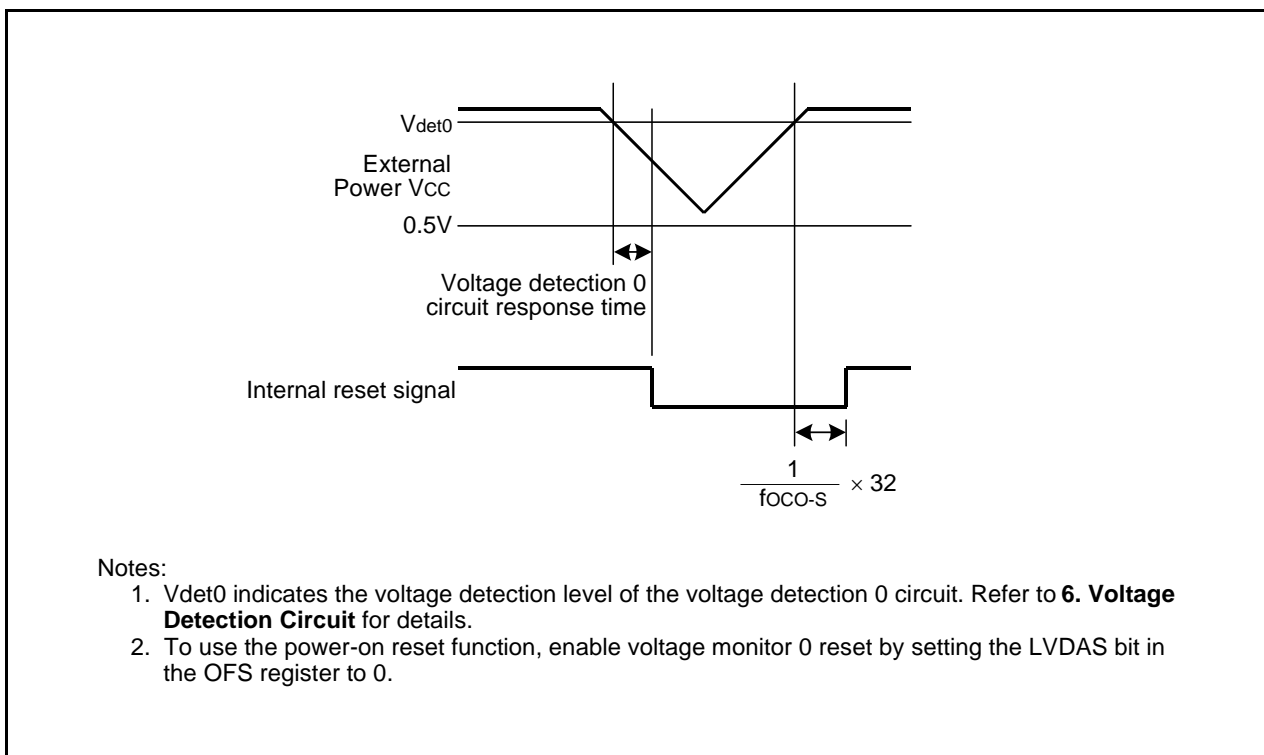 Vdet0
External
Power VCC
0.5V
Voltage detection 0
circuit response time
Internal reset signal
1
fOCO-S
× 32
Notes:
1. Vdet0 indicates the voltage detection level of the voltage detection 0 circuit. Refer to 6. Voltage
Detection Circuit for details.
2. To use the power-on reset function, enable voltage monitor 0 reset by setting the LVDAS bit in
the OFS register to 0.